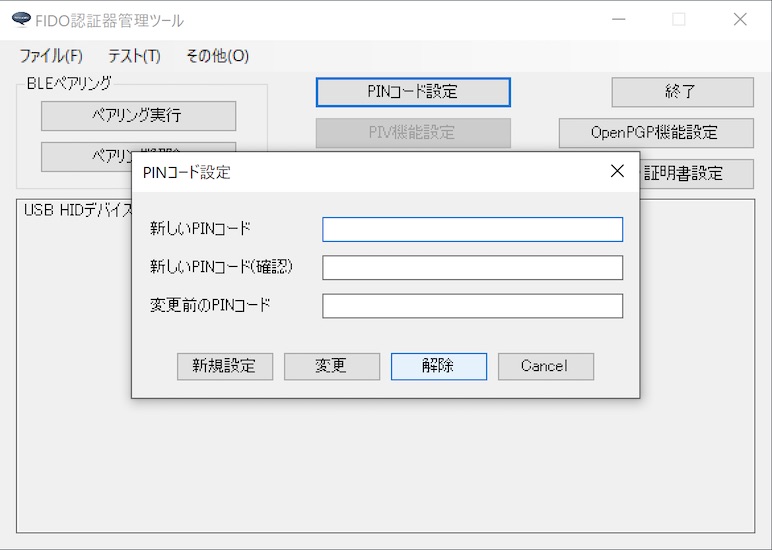 FIDO認証器管理ツール
ファイル(F) テスト(T) その他(O)
BLEペアリング
ペアリング実行
PINコード設定
終了
PIV機能設定
OpenPGP機能設定
ペアリング
証明書設定
USB HIDデバイス
PINコード設定
新しいPINコード
新しいPINコード(確認)
変更前のPINコード
新規設定 変更 解除 Cancel